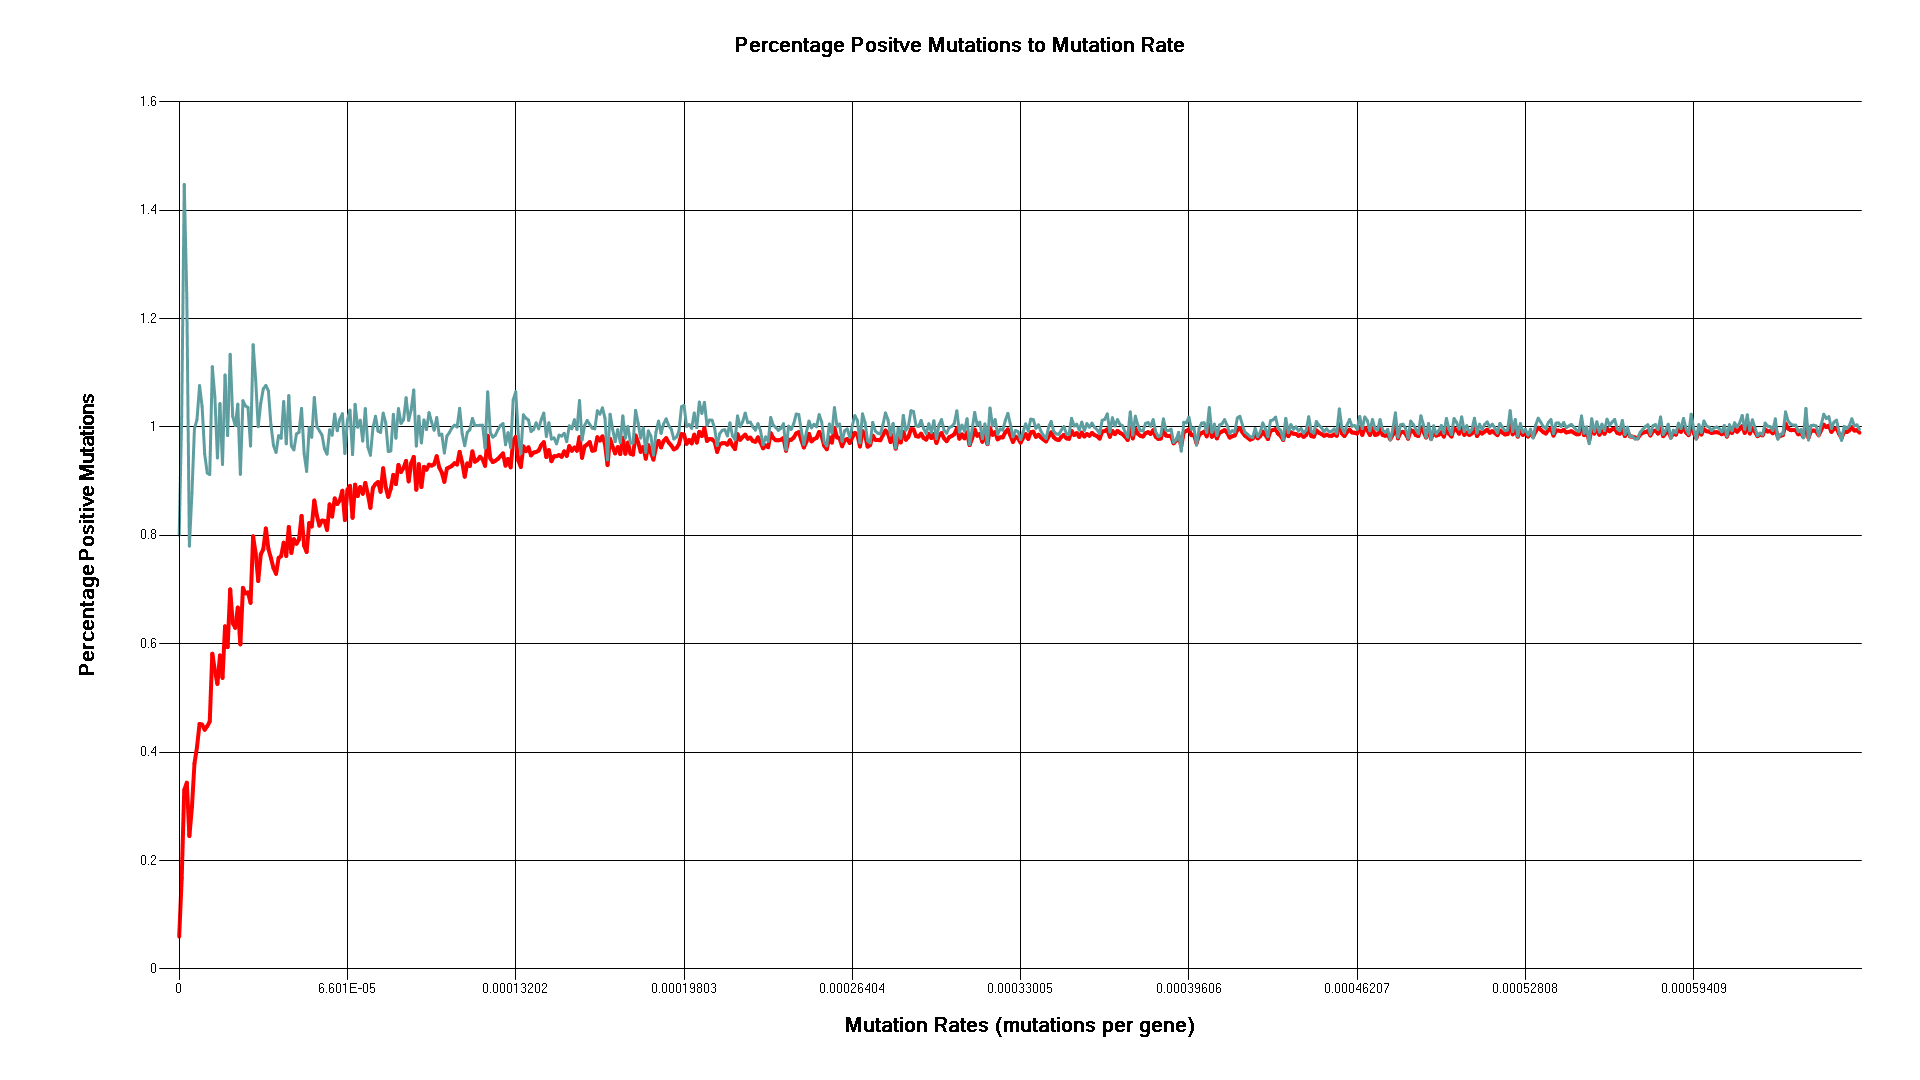 Percentage Positve Mutations to Mutation Rate
1.6
1.4
1.2
1
0.8
0.6
0.4
0.2
0
Percentage Positive Mutations
0 6.601E-05 0.00013202 0.00019803 0.00026404 0.00033005 0.00039606 0.00046207 0.00052808 0.00059409
Mutation Rates (mutations per gene)